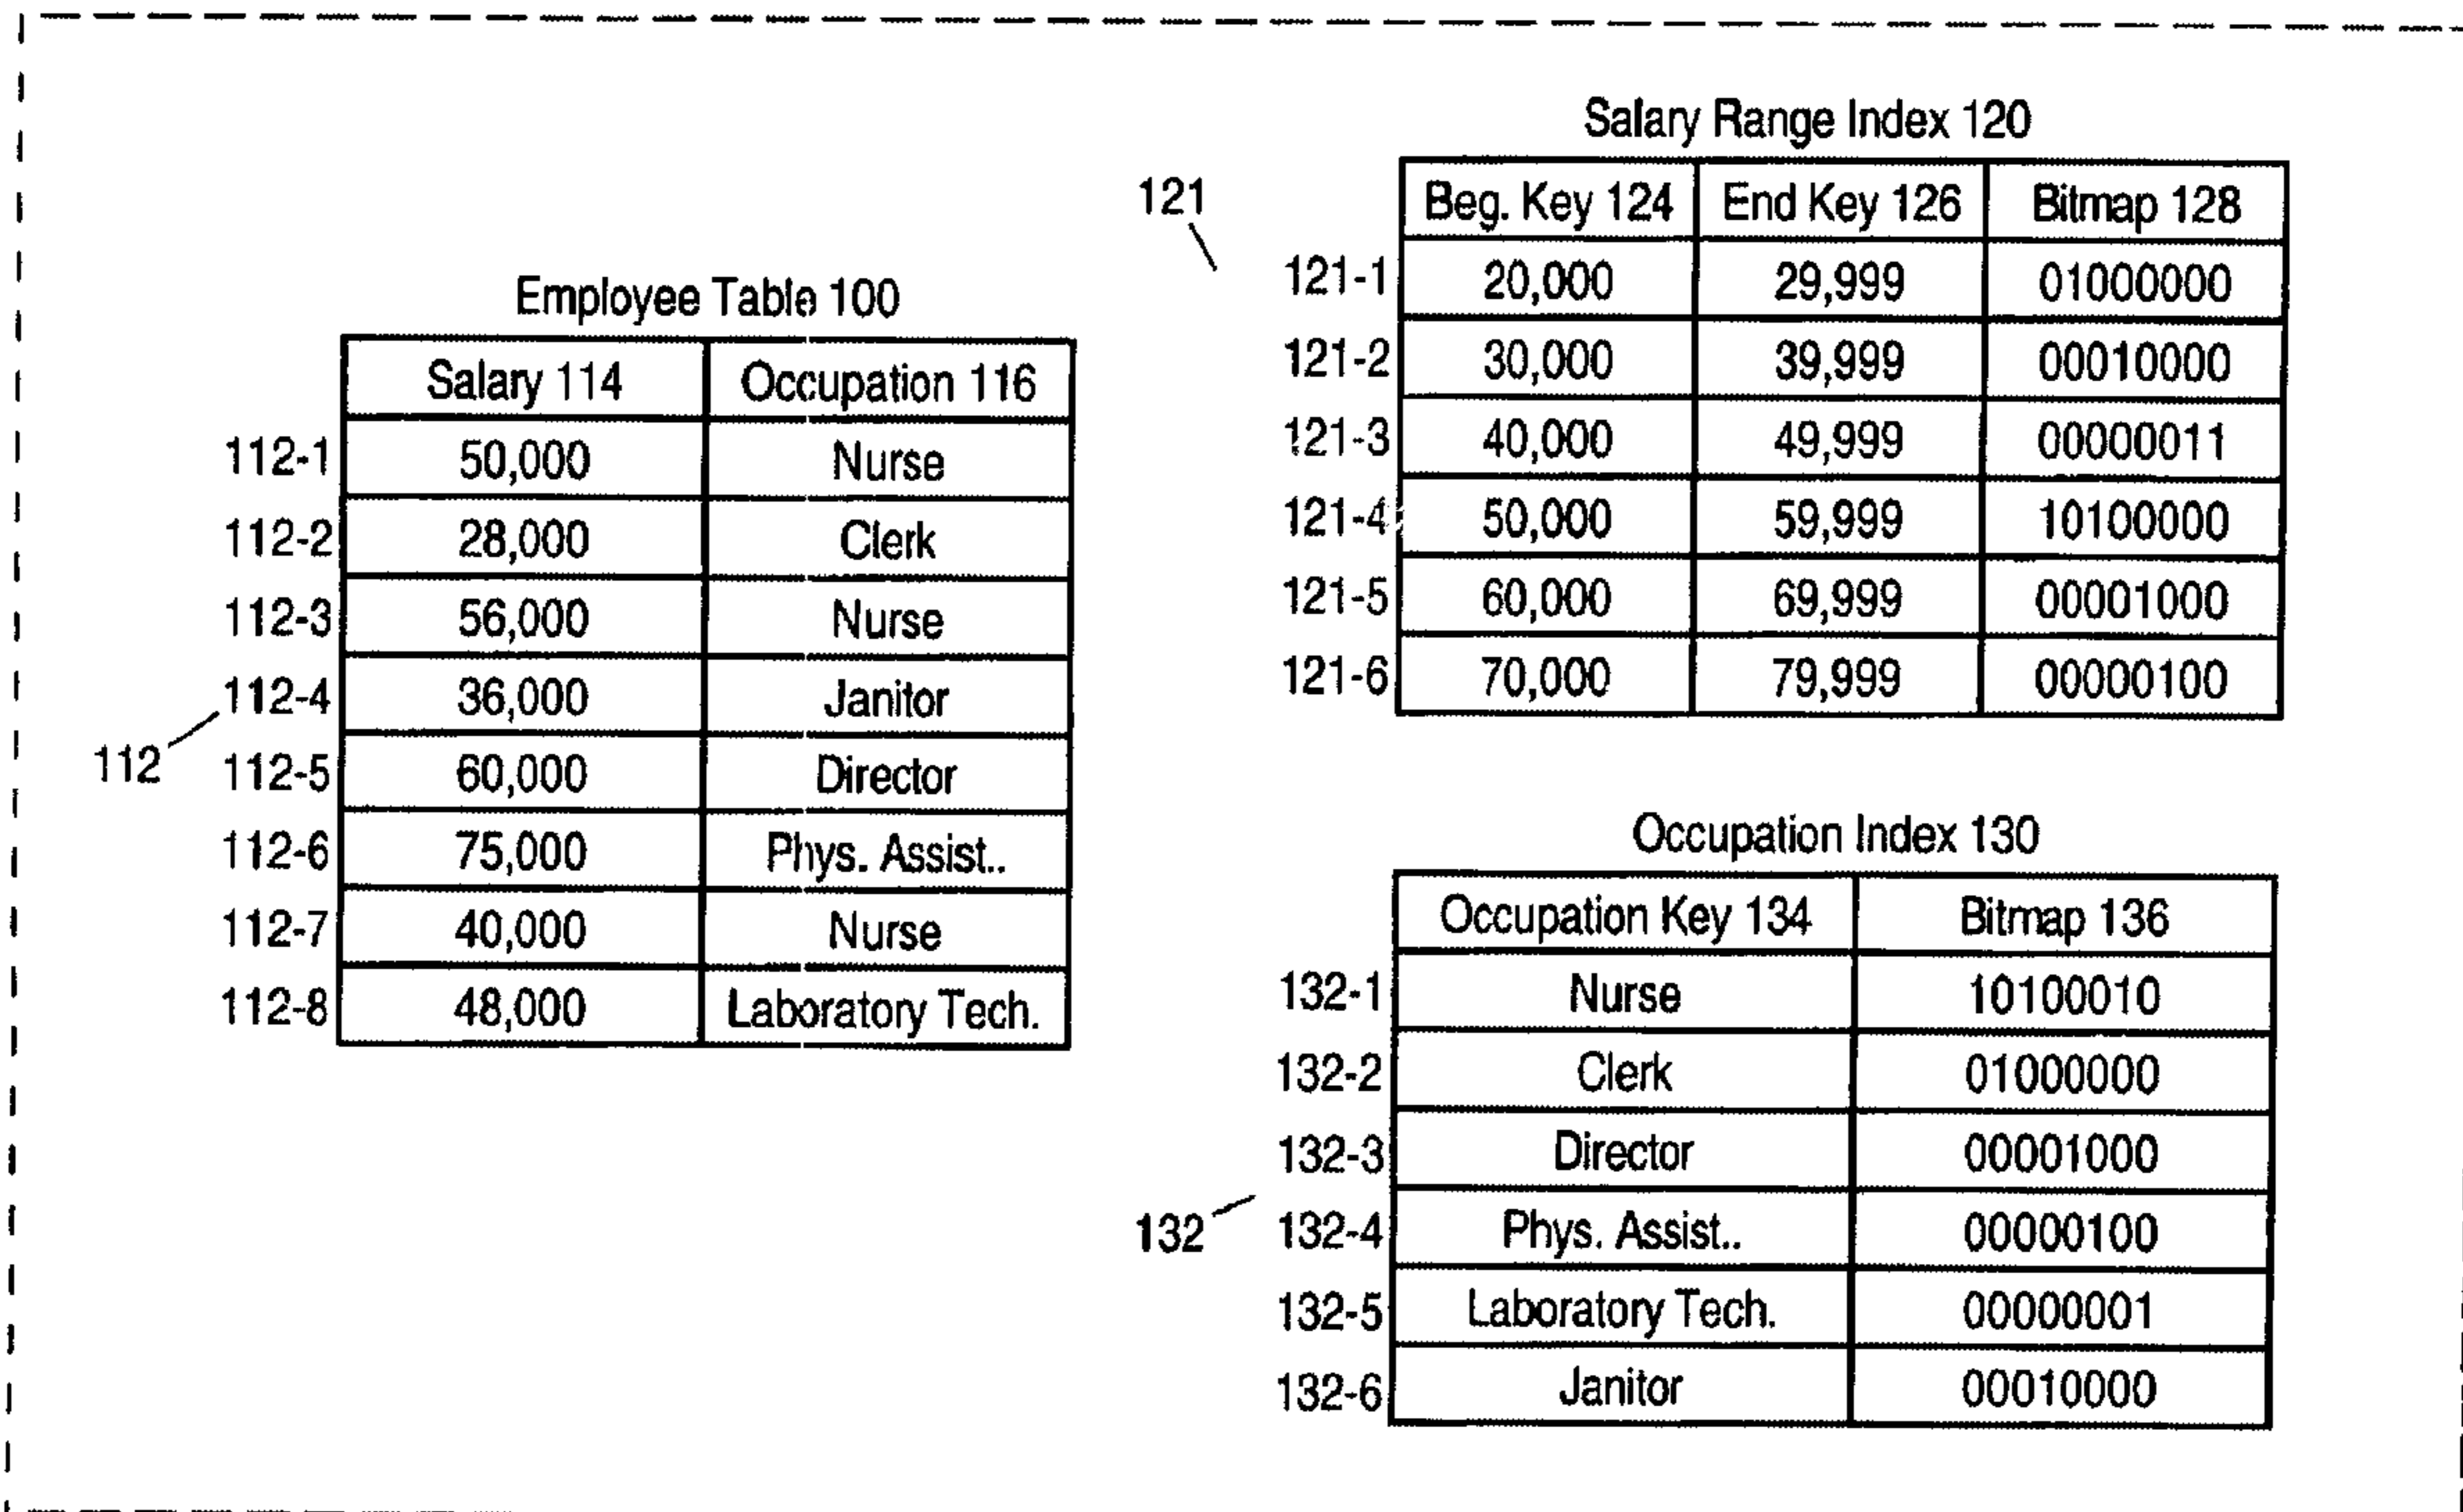 Employee Table 100
Salary 114 Occupation 116
112-1 50,000 Nurse
112-2 28,000 Clerk
112-3 56,000 Nurse
112-4 36,000 Janitor
112 112-5 60,000 Director
112-6 75,000 Phys. Assist..
112-7 40,000 Nurse
112-8 48,000 Laboratory Tech.
Salary Range Index 120
121
Beg. Key 124 End Key 126 Bitmap 128
121-1 20,000 29,999 01000000
121-2 30,000 39,999 00010000
121-3 40,000 49,999 00000011
121-4 50,000 59,999 10100000
121-5 60,000 69,999 00001000
121-6 70,000 79,999 00000100
Occupation Index 130
Occupation Key 134 Bitmap 136
132-1 Nurse 10100010
132-2 Clerk 01000000
132-3 Director 00001000
132 132-4 Phys. Assist.. 00000100
132-5 Laboratory Tech. 00000001
132-6 Janitor 00010000